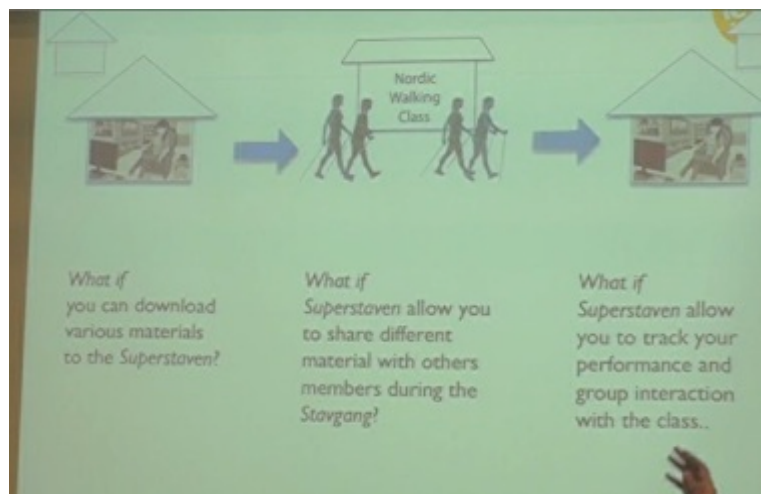 Nordic
Walking
Class
What if
you can download
various materials
to the Superstaven?
What if
Superstaven allow you
to share different
material with others
members during the
Stavgang?
What if
Superstaven allow
you to track your
performance and
group interaction
with the class..